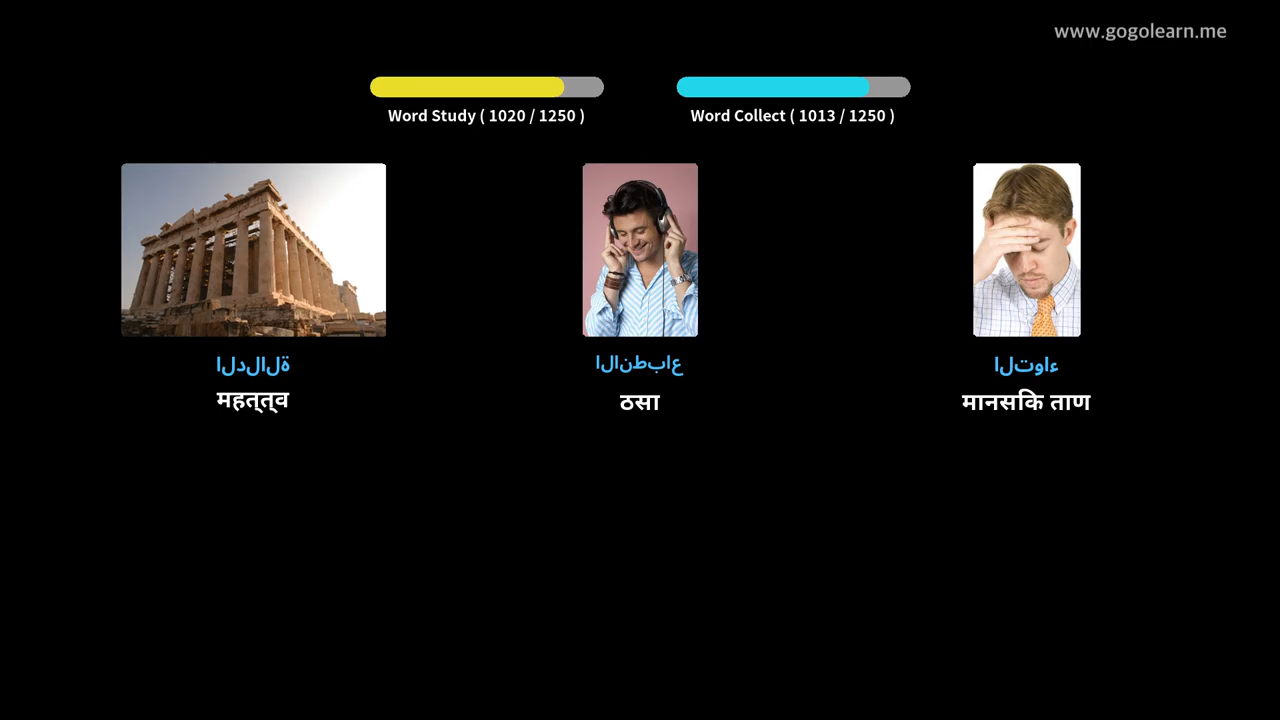 www.gogolearn.me
Word Study ( 1020 / 1250 )
Word Collect ( 1013 / 1250 )
الدلالة
महत्त्व
الانطباع
ठसा
التواء
मानसिक ताण